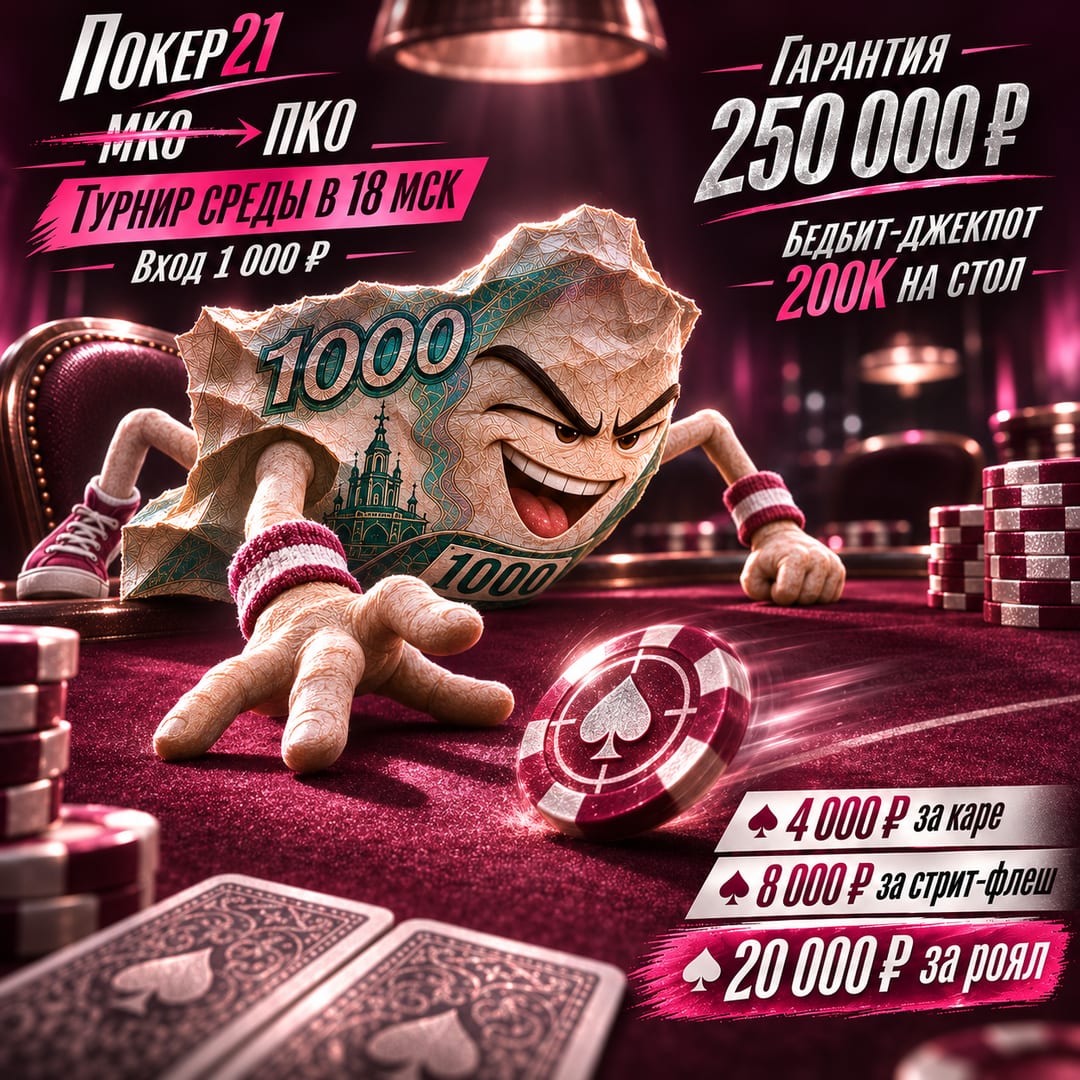 Покер21
МКО → ПКО
Турнир среды в 18 мск
Вход 1 000 ₽
Гарантия
250 000 ₽
Бедбит-джекпот
200К на стол
1000
1000
♠ 4 000 ₽ за каре
♠ 8 000 ₽ за стрит-флеш
♠ 20 000 ₽ за роял